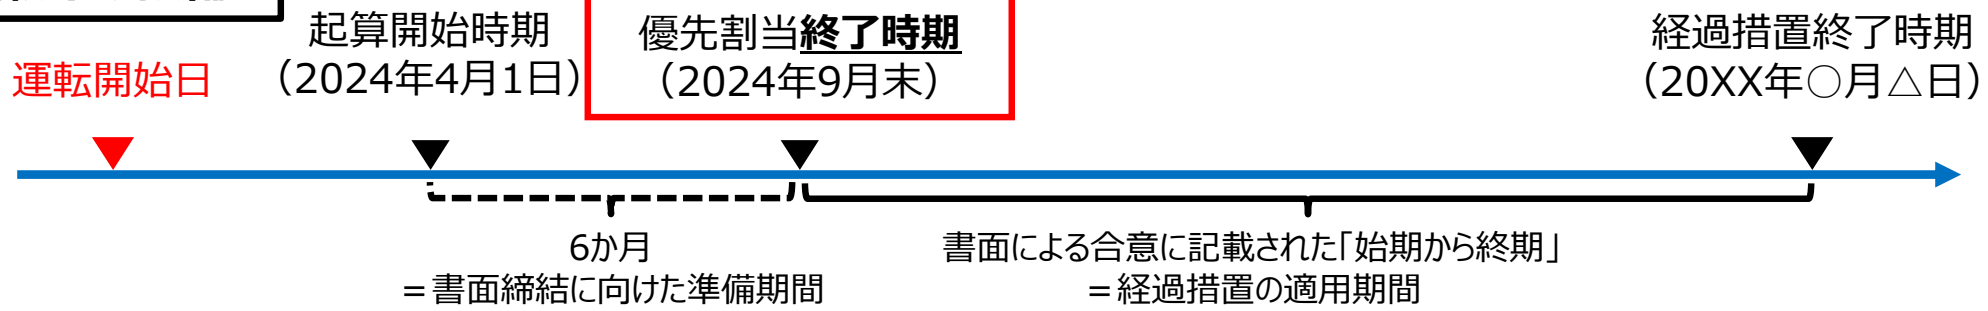 運転開始日
起算開始時期
（2024年4月1日）
優先割当終了時期
（2024年9月末）
経過措置終了時期
（20XX年○月△日）
6か月
＝書面締結に向けた準備期間
書面による合意に記載された「始期から終期」
＝経過措置の適用期間